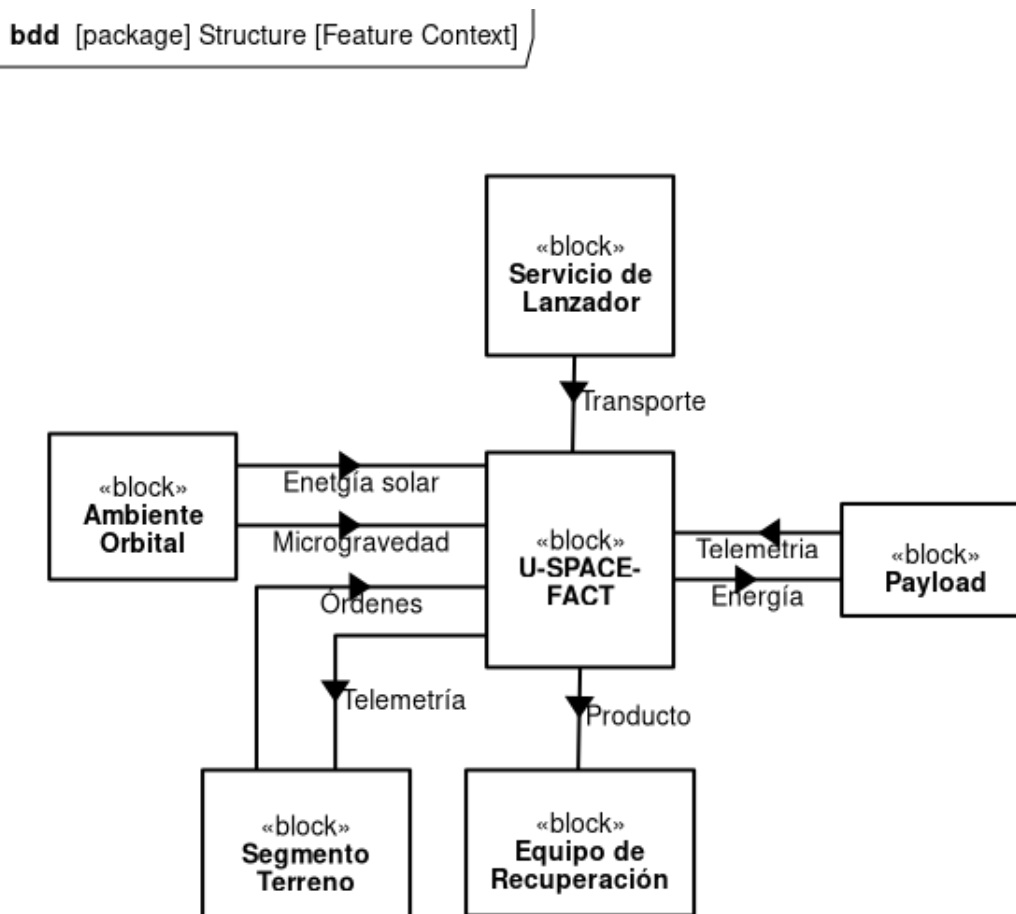 bdd [package] Structure [Feature Context]
«block»
Servicio de
Lanzador
Transporte
«block»
Ambiente
Orbital
Enetgía solar
Microgravedad
Órdenes
Telemetría
«block»
U-SPACE-
FACT
Telemetria
Energía
«block»
Payload
Producto
«block»
Segmento
Terreno
«block»
Equipo de
Recuperación